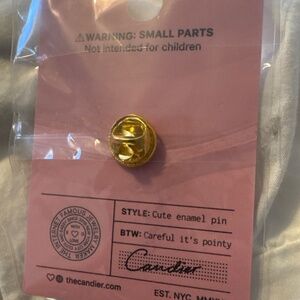 ⚠WARNING: SMALL PARTS
Not intended for children
STYLE: Cute enamel pin
BTW: Careful it's pointy
Candier
thecandier.com
EST. NYC,